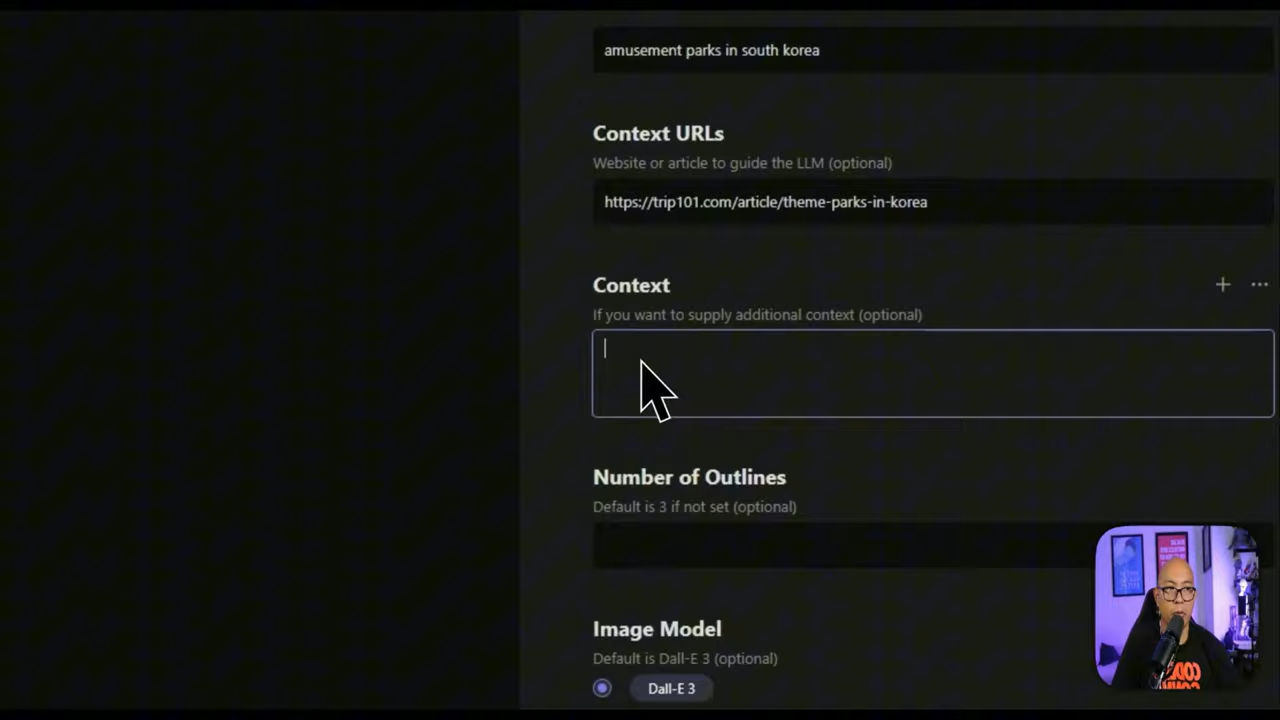 amusement parks in south korea
Context URLs
Website or article to guide the LLM (optional)
https://trip101.com/article/theme-parks-in-korea
Context
If you want to supply additional context (optional)
Number of Outlines
Default is 3 if not set (optional)
Image Model
Default is Dall-E 3 (optional)
Dall-E 3